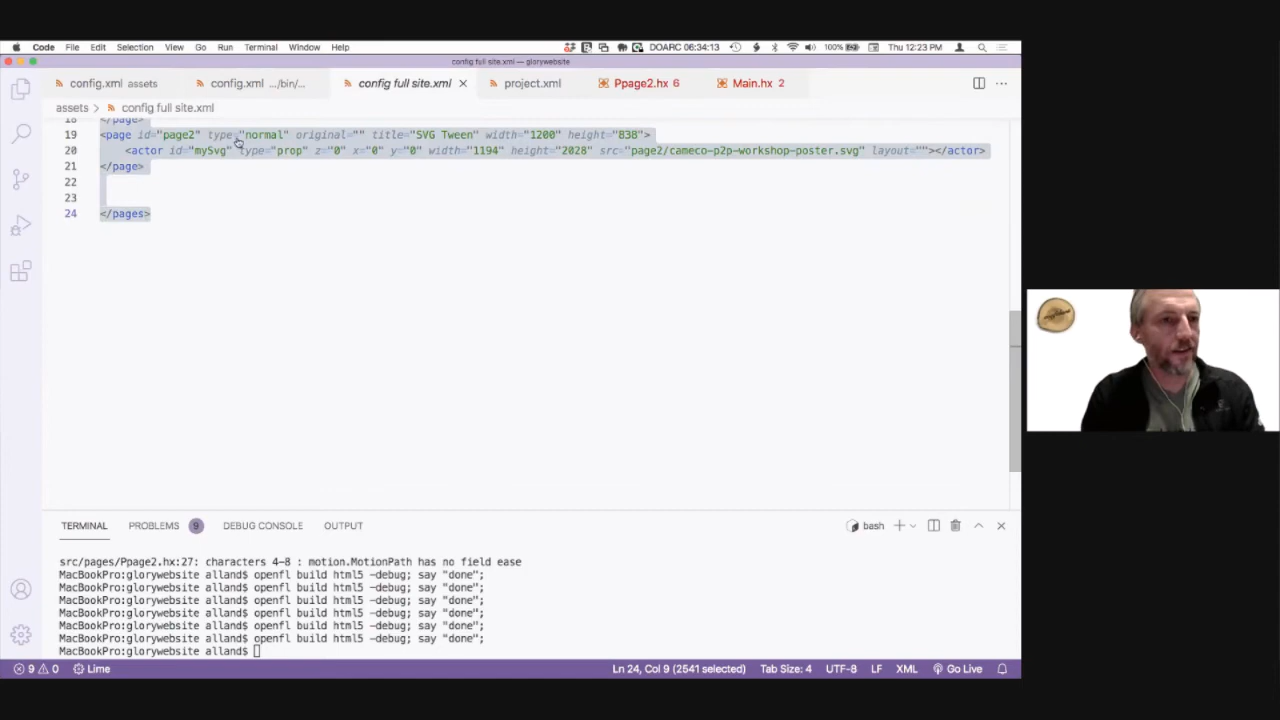 Code File Edit Selection View Go Run Terminal Window Help DOARC 06:34:13 100% Thu 12:23 PM
config full site.xml — glorywebsite
config.xml assets config.xml .../bin/... config full site.xml project.xml Ppage2.hx 6 Main.hx 2
assets > config full site.xml
18 </page>
19 <page id="page2" type="normal" original="" title="SVG Tween" width="1200" height="838">
20 <actor id="mySvg" type="prop" z="0" x="0" y="0" width="1194" height="2028" src="page2/cameco-p2p-workshop-poster.svg" layout=""></actor>
21 </page>
22
23
24 </pages>
TERMINAL PROBLEMS 9 DEBUG CONSOLE OUTPUT bash
src/pages/Ppage2.hx:27: characters 4-8 : motion.MotionPath has no field ease
MacBookPro:glorywebsite alland$ openfl build html5 -debug; say "done";
MacBookPro:glorywebsite alland$ openfl build html5 -debug; say "done";
MacBookPro:glorywebsite alland$ openfl build html5 -debug; say "done";
MacBookPro:glorywebsite alland$ openfl build html5 -debug; say "done";
MacBookPro:glorywebsite alland$ openfl build html5 -debug; say "done";
MacBookPro:glorywebsite alland$ openfl build html5 -debug; say "done";
MacBookPro:glorywebsite alland$
9 0 Lime Ln 24, Col 9 (2541 selected) Tab Size: 4 UTF-8 LF XML Go Live